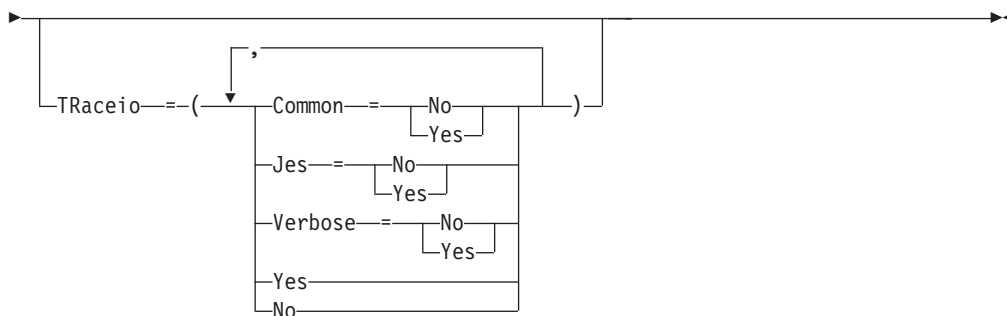 ,
TRaceio = ( Common = No )
Yes
Jes = No
Yes
Verbose = No
Yes
Yes
No